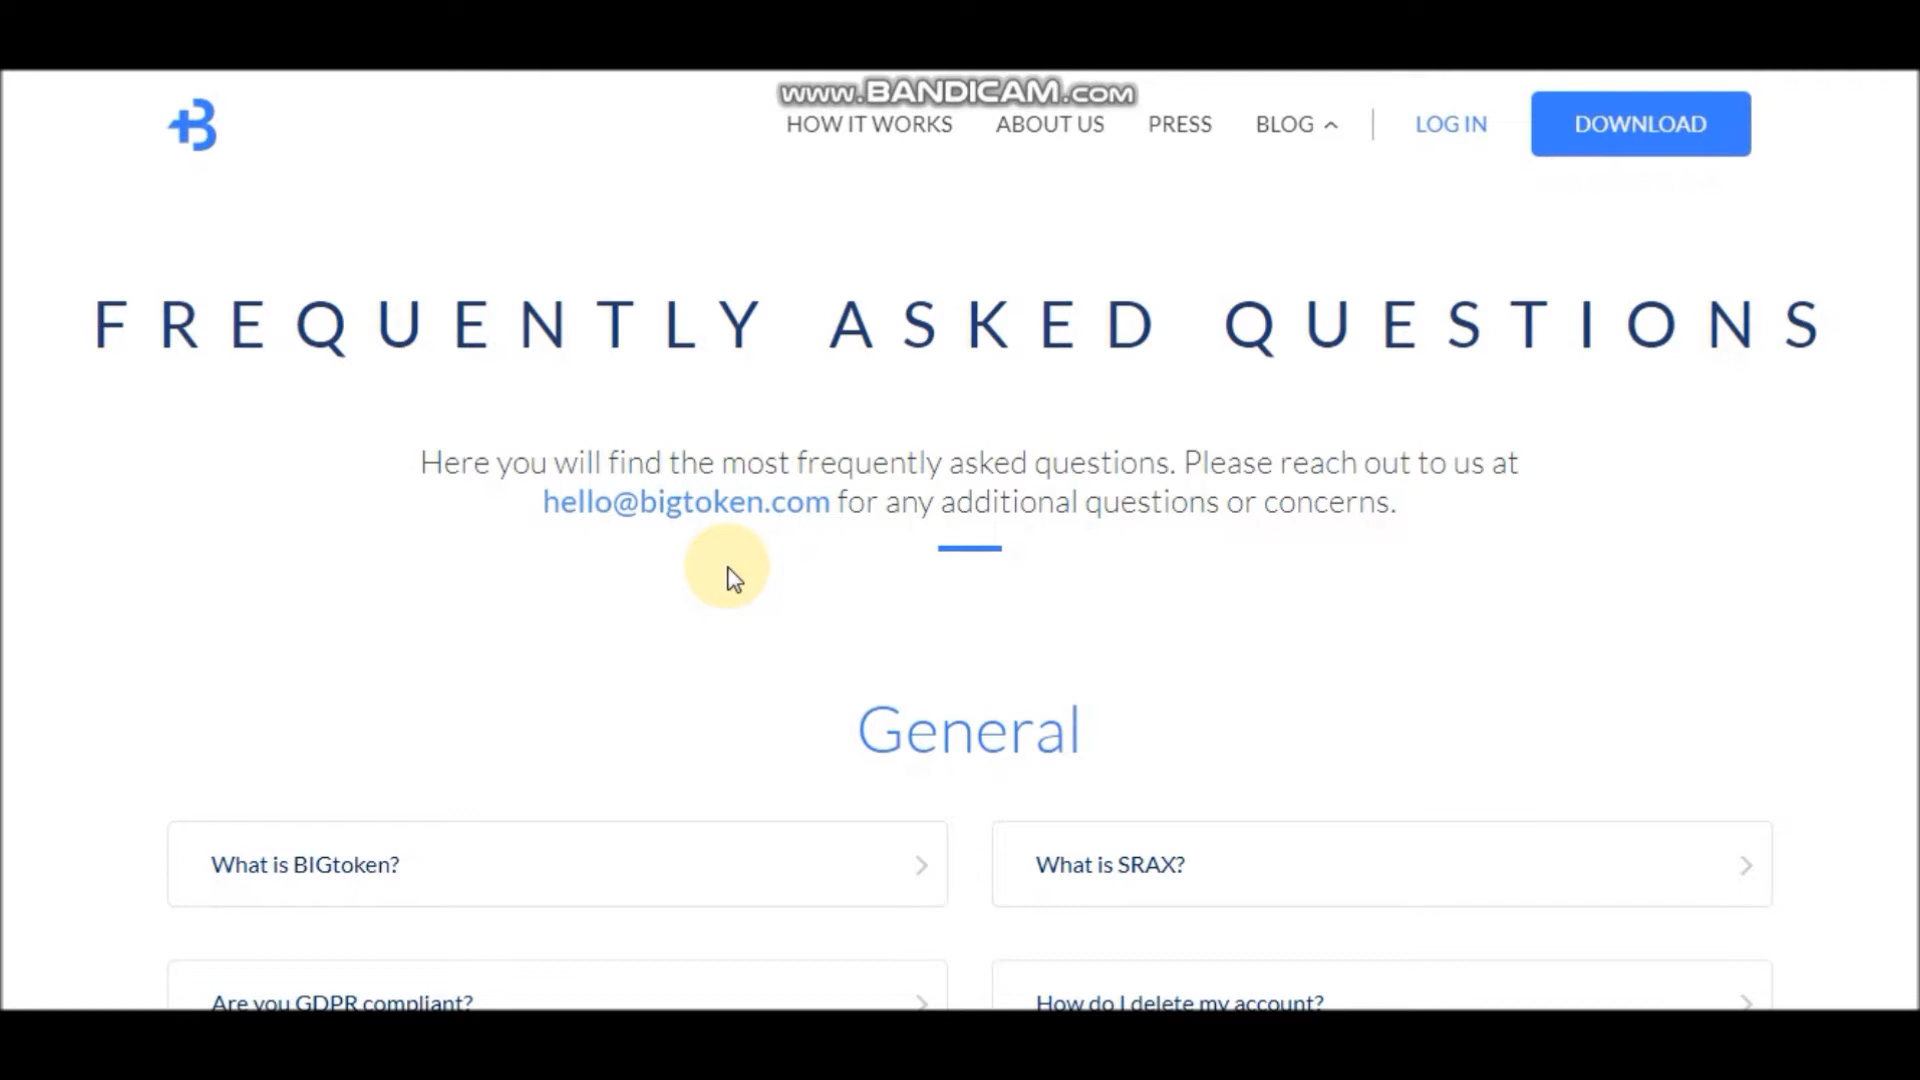 www.BANDICAM.com
HOW IT WORKS ABOUT US PRESS BLOG LOG IN DOWNLOAD
FREQUENTLY ASKED QUESTIONS
Here you will find the most frequently asked questions. Please reach out to us at
hello@bigtoken.com for any additional questions or concerns.
General
What is BIGtoken? What is SRAX?
Are you GDPR compliant? How do I delete my account?